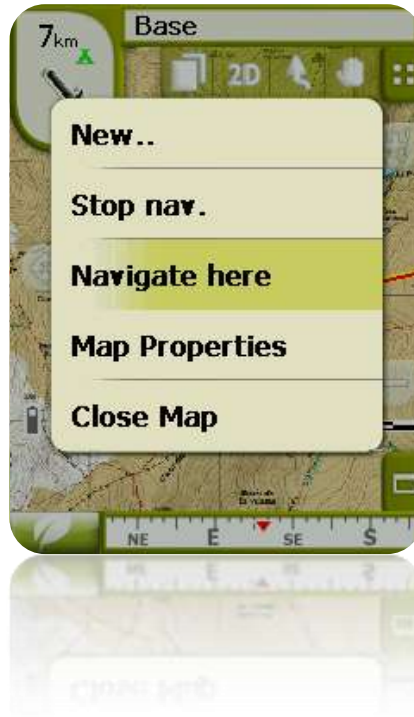 7km
Base
2D
New..
Stop nav.
Navigate here
Map Properties
Close Map
NE E SE S